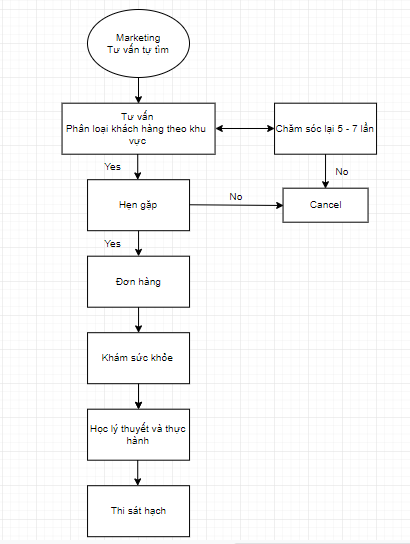 Marketing
Tư vấn tự tìm
Tư vấn
Phân loại khách hàng theo khu
vực
Chăm sóc lại 5 - 7 lần
Yes
No
Hẹn gặp
No
Cancel
Yes
Đơn hàng
Khám sức khỏe
Học lý thuyết và thực
hành
Thi sát hạch